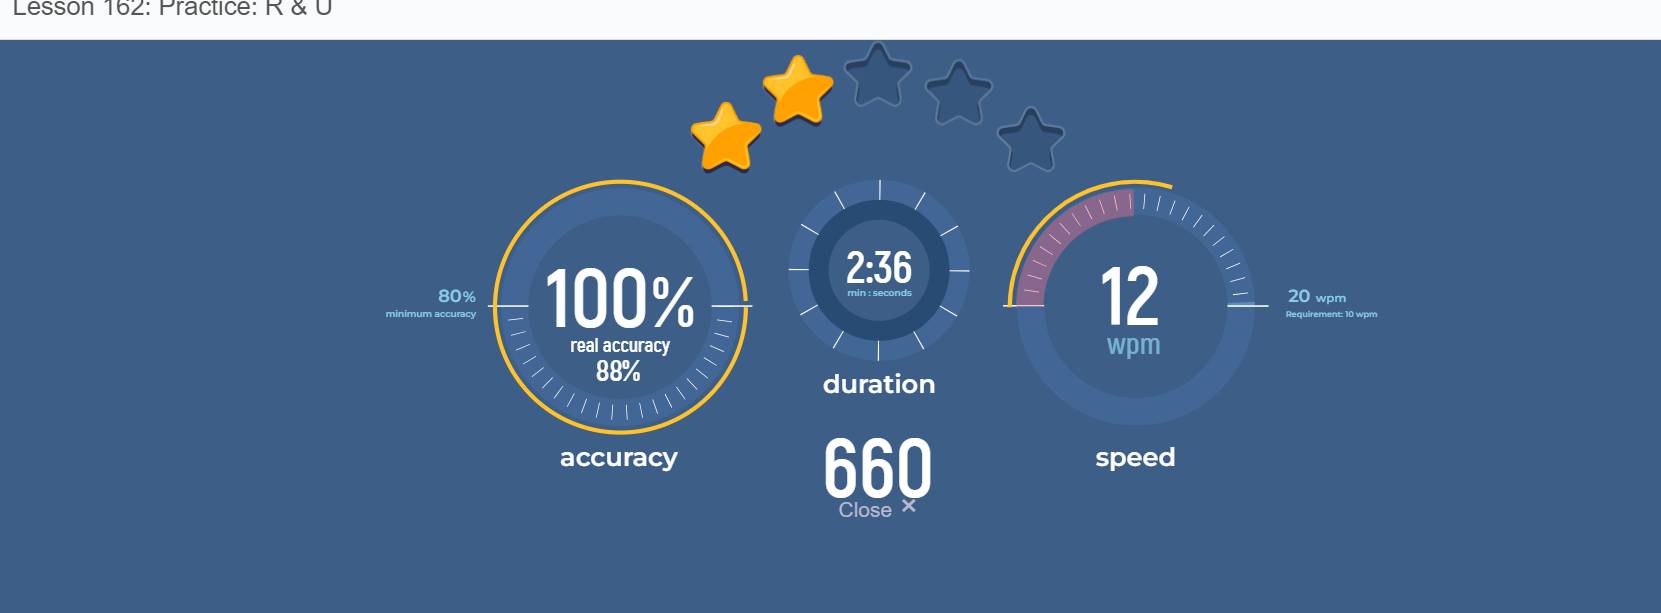 Lesson 162: Practice: R & U
80%
minimum accuracy
100%
real accuracy
88%
accuracy
2:36
min : seconds
duration
660
Close ✕
12
wpm
speed
20 wpm
Requirement: 10 wpm